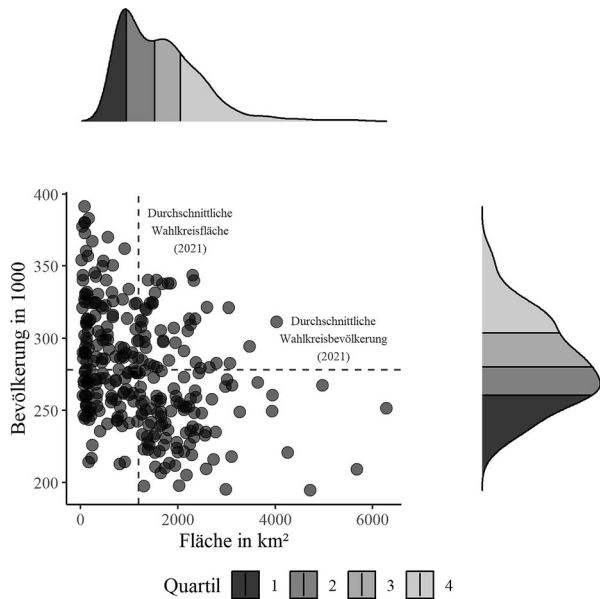 400
350
300
250
200
Bevölkerung in 1000
Durchschnittliche
Wahlkreisfläche
(2021)
Durchschnittliche
Wahlkreisbevölkerung
(2021)
0
2000
4000
6000
Fläche in km²
Quartil
1
2
3
4